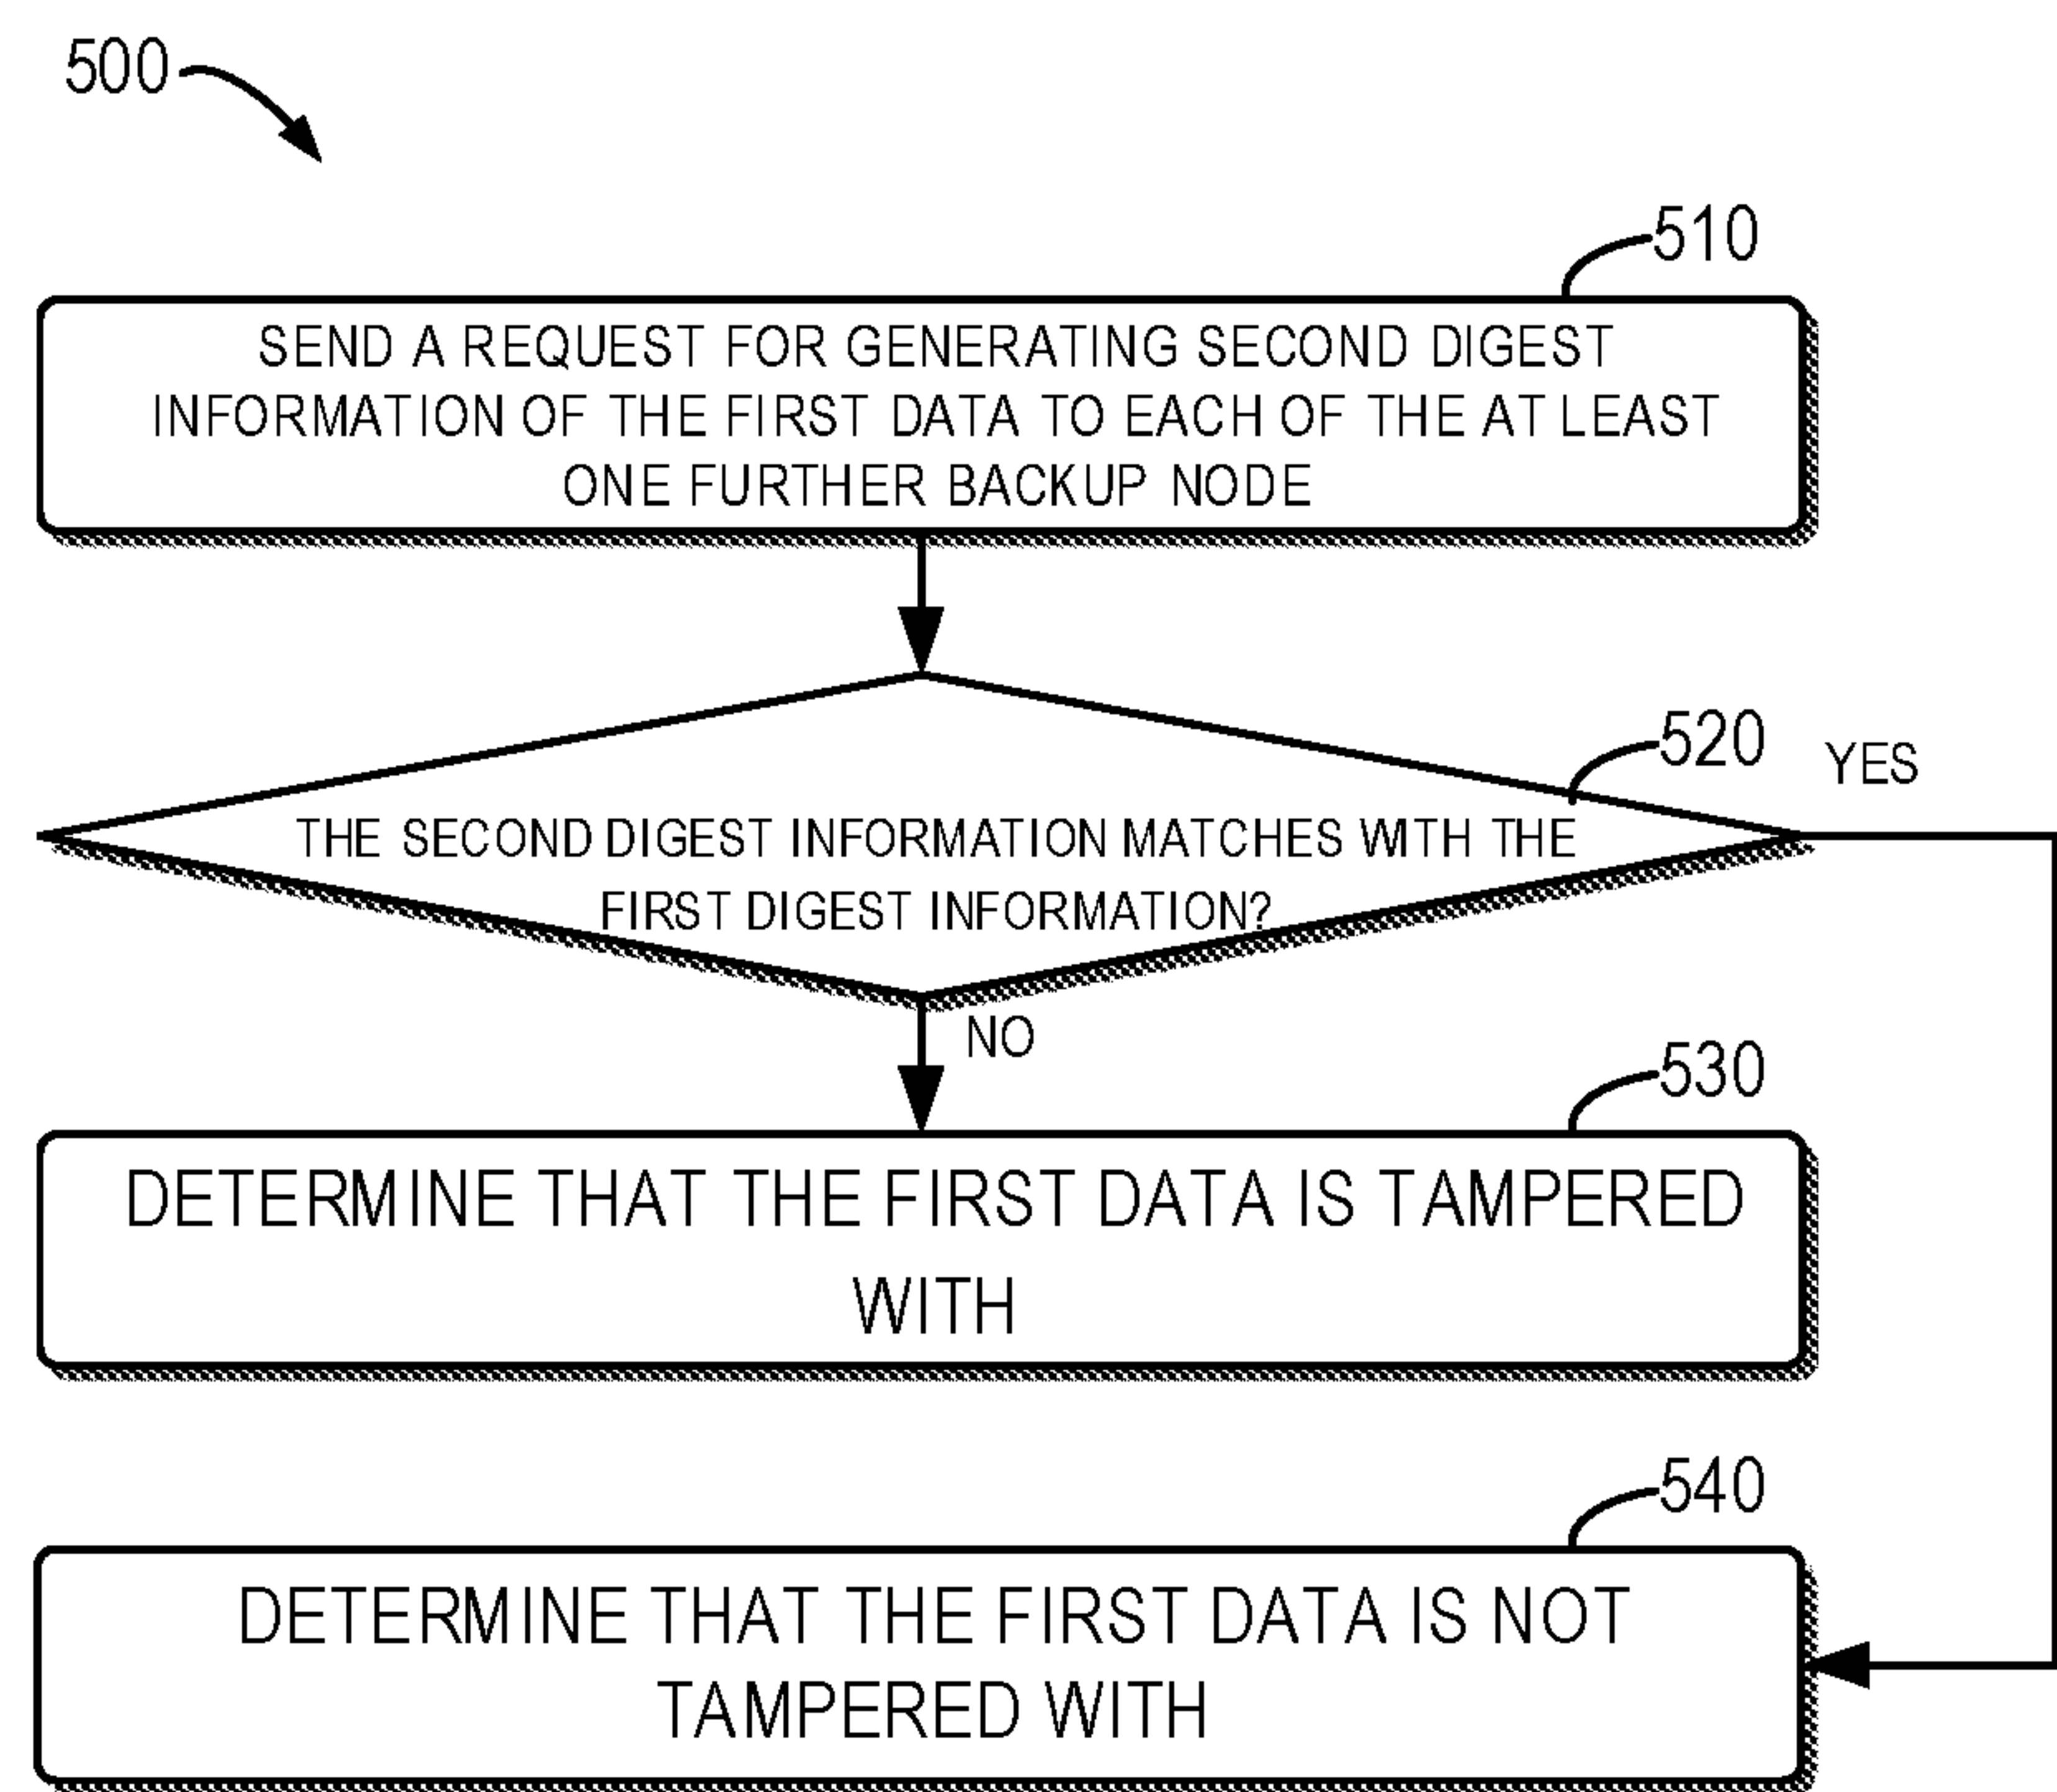 500
510
SEND A REQUEST FOR GENERATING SECOND DIGEST
INFORMATION OF THE FIRST DATA TO EACH OF THE AT LEAST
ONE FURTHER BACKUP NODE
520
YES
THE SECOND DIGEST INFORMATION MATCHES WITH THE
FIRST DIGEST INFORMATION?
NO
530
DETERMINE THAT THE FIRST DATA IS TAMPERED
WITH
540
DETERMINE THAT THE FIRST DATA IS NOT
TAMPERED WITH